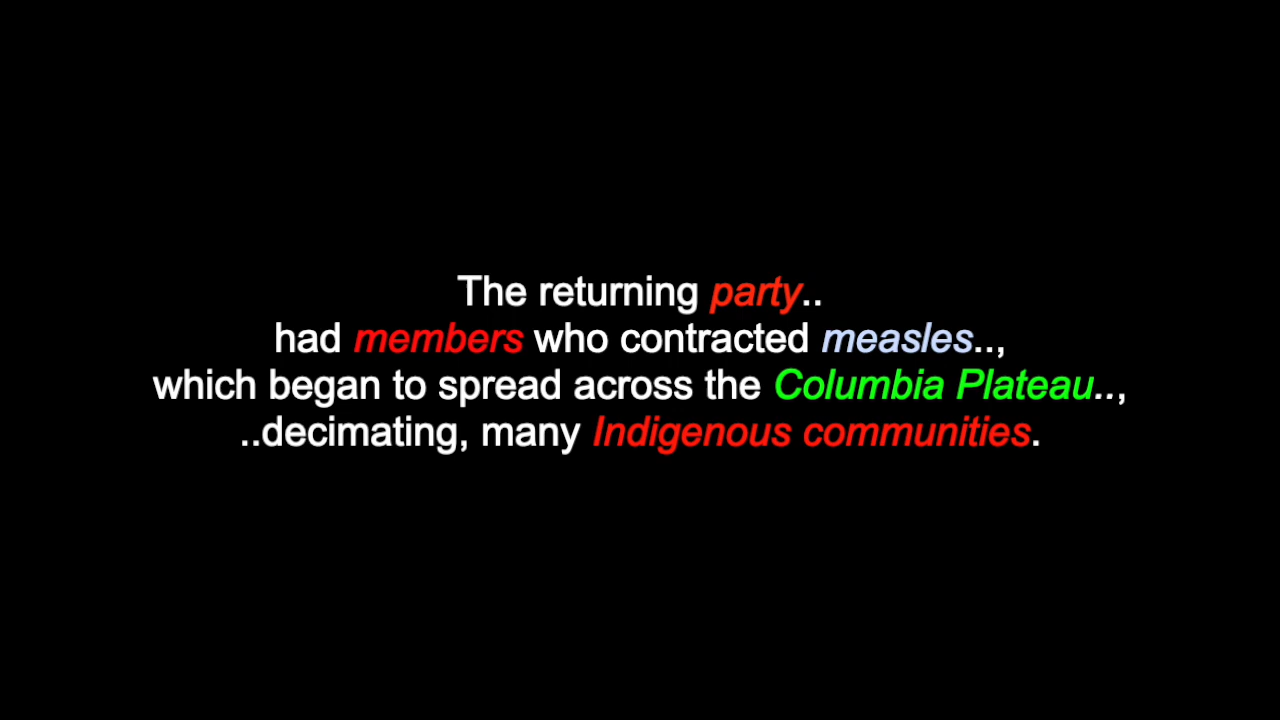 The returning party..
had members who contracted measles..,
which began to spread across the Columbia Plateau..,
..decimating, many Indigenous communities.